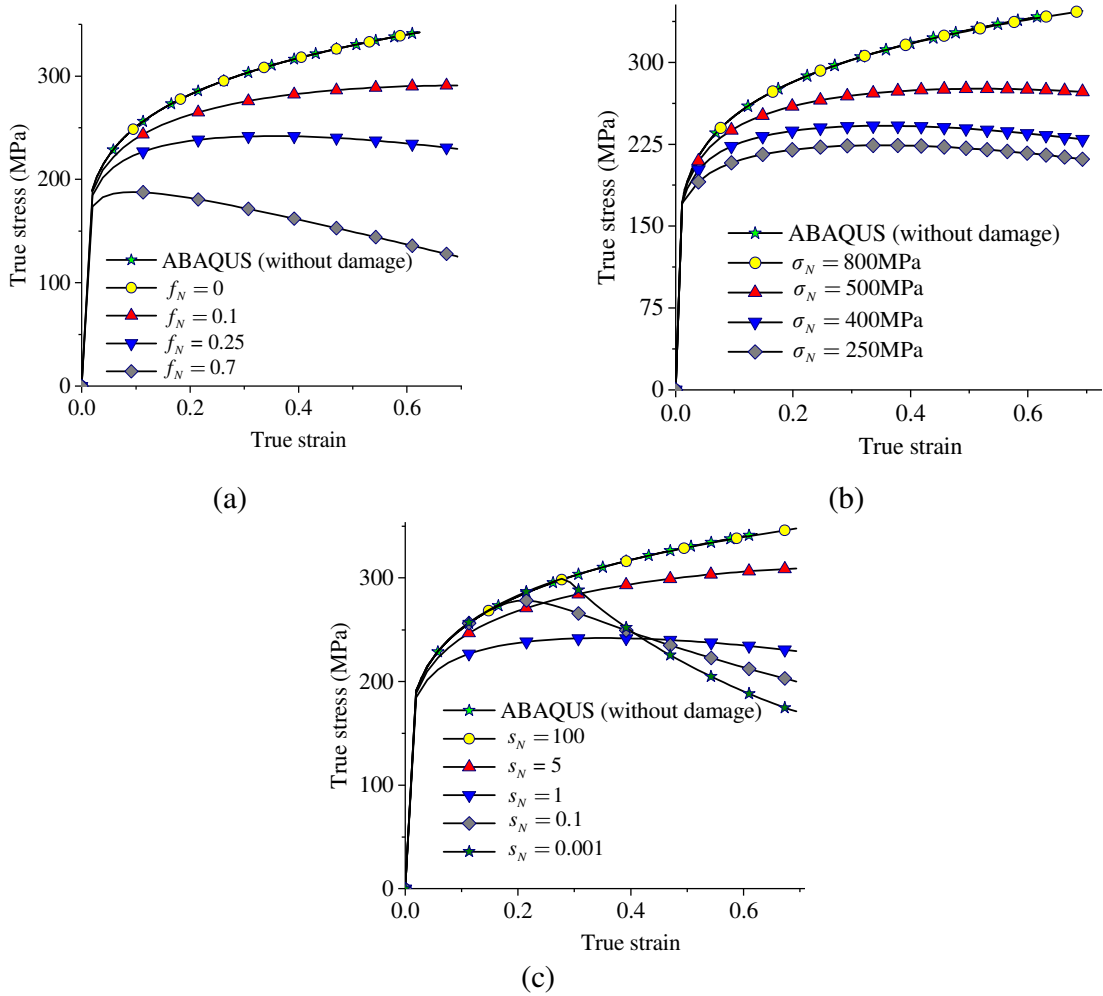 300
200
100
0
0.0 0.2 0.4 0.6
True stress (MPa)
True strain
ABAQUS (without damage)
f_N = 0
f_N = 0.1
f_N = 0.25
f_N = 0.7
(a)
300
225
150
75
0
0.0 0.2 0.4 0.6
True stress (MPa)
True strain
ABAQUS (without damage)
σ_N = 800MPa
σ_N = 500MPa
σ_N = 400MPa
σ_N = 250MPa
(b)
300
200
100
0
0.0 0.2 0.4 0.6
True stress (MPa)
True strain
ABAQUS (without damage)
s_N = 100
s_N = 5
s_N = 1
s_N = 0.1
s_N = 0.001
(c)